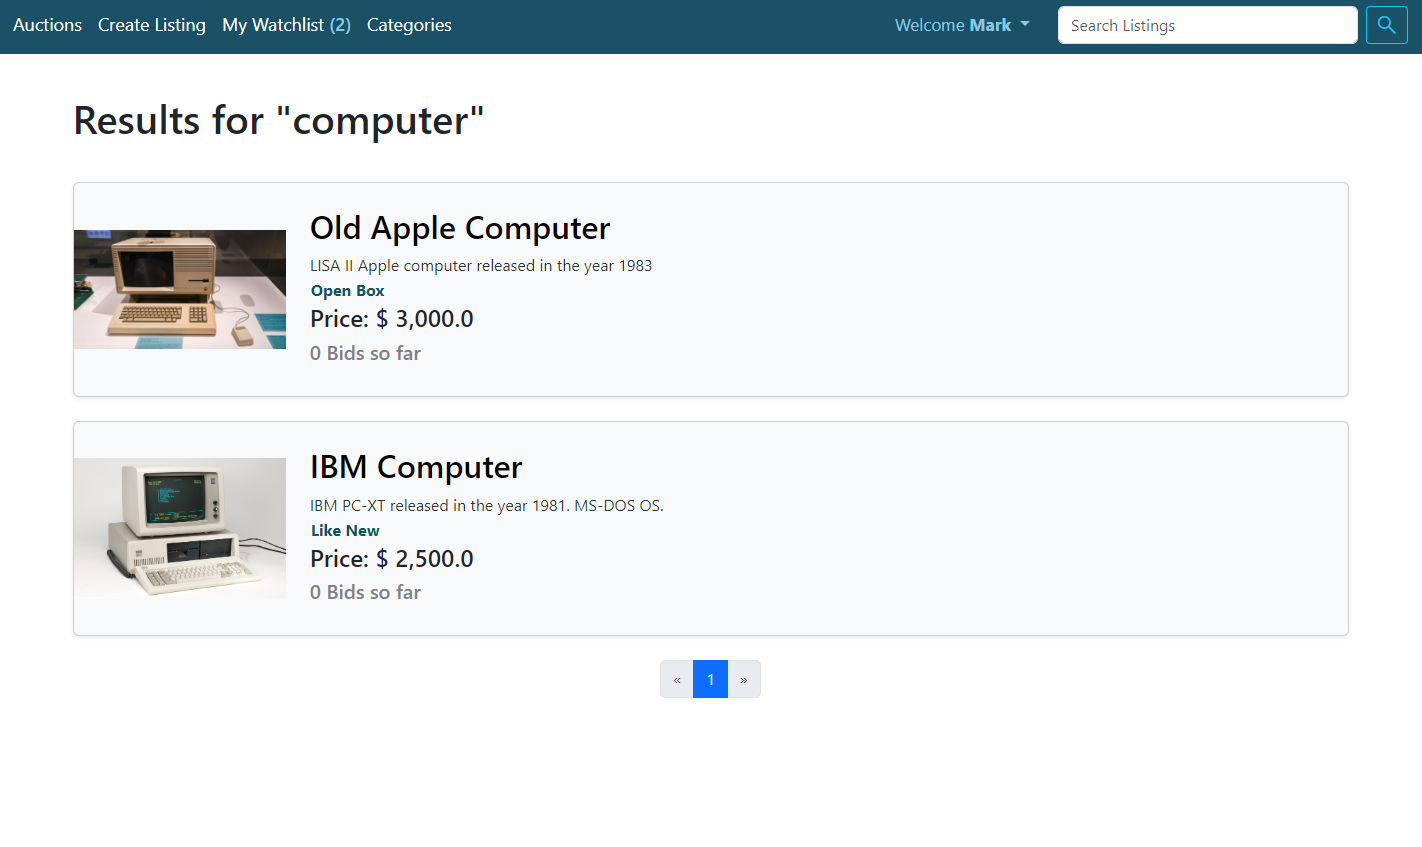 Auctions Create Listing My Watchlist (2) Categories Welcome Mark Search Listings
Results for "computer"
Old Apple Computer
LISA II Apple computer released in the year 1983
Open Box
Price: $ 3,000.0
0 Bids so far
IBM Computer
IBM PC-XT released in the year 1981. MS-DOS OS.
Like New
Price: $ 2,500.0
0 Bids so far
« 1 »